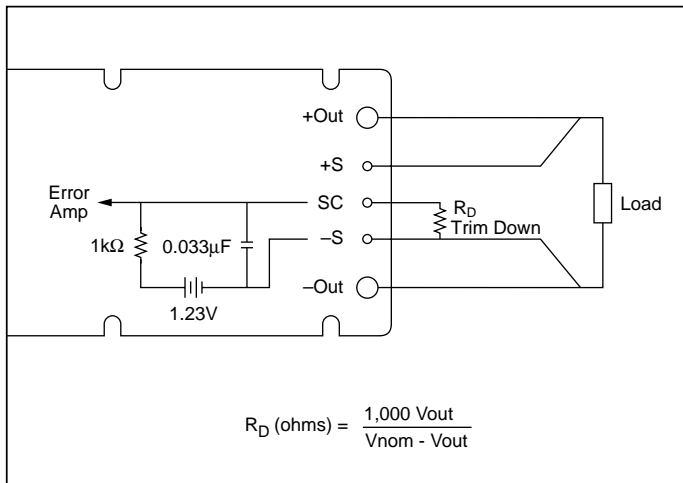 +Out
+S
Error
Amp
SC
R_D
Trim Down
Load
1kΩ
0.033μF
–S
–Out
1.23V
R_D (ohms) = 1,000 Vout / Vnom - Vout